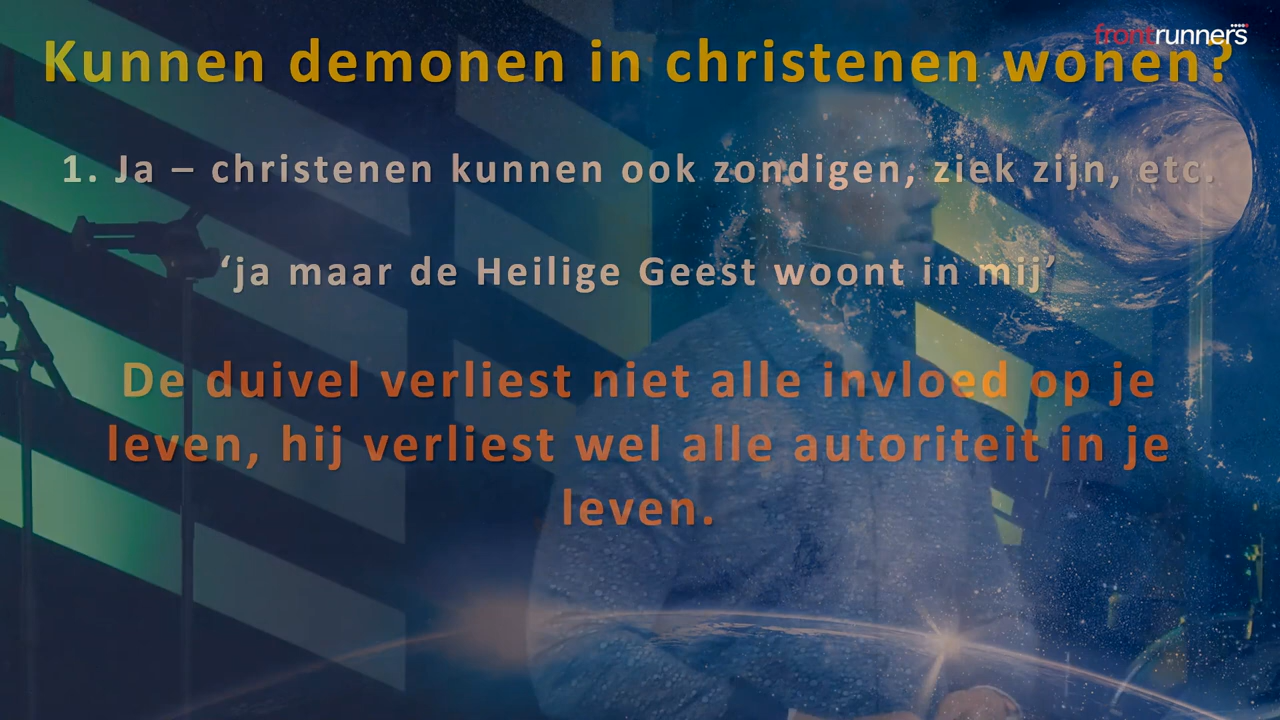 frontrunners
Kunnen demonen in christenen wonen?
1. Ja – christenen kunnen ook zondigen, ziek zijn, etc.
‘ja maar de Heilige Geest woont in mij’
De duivel verliest niet alle invloed op je
leven, hij verliest wel alle autoriteit in je
leven.